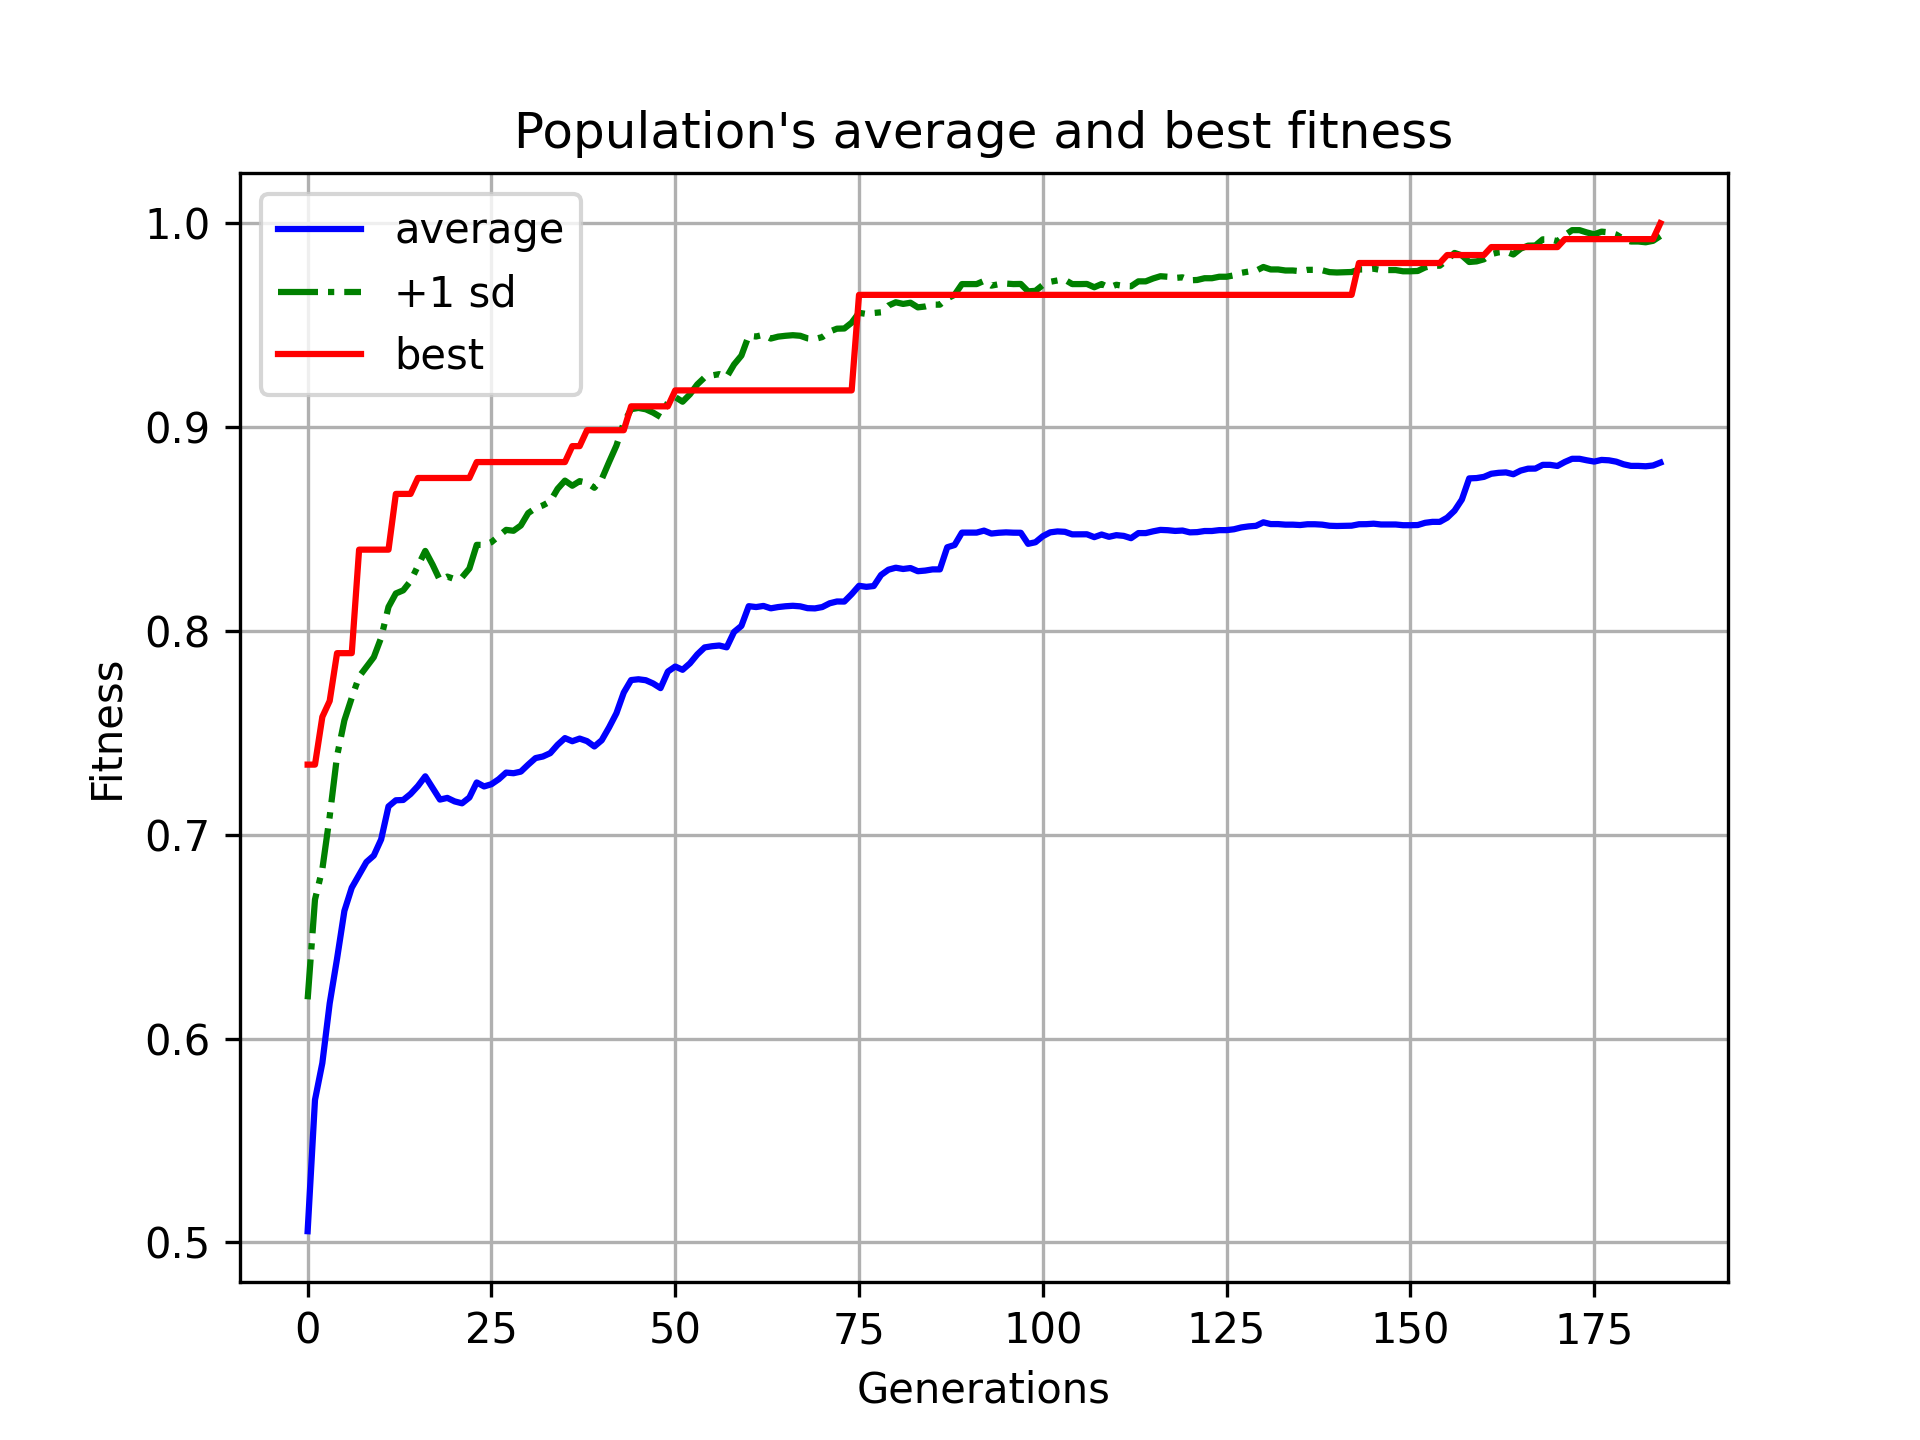 Population's average and best fitness
average
+1 sd
best
1.0
0.9
0.8
0.7
0.6
0.5
Fitness
0 25 50 75 100 125 150 175
Generations